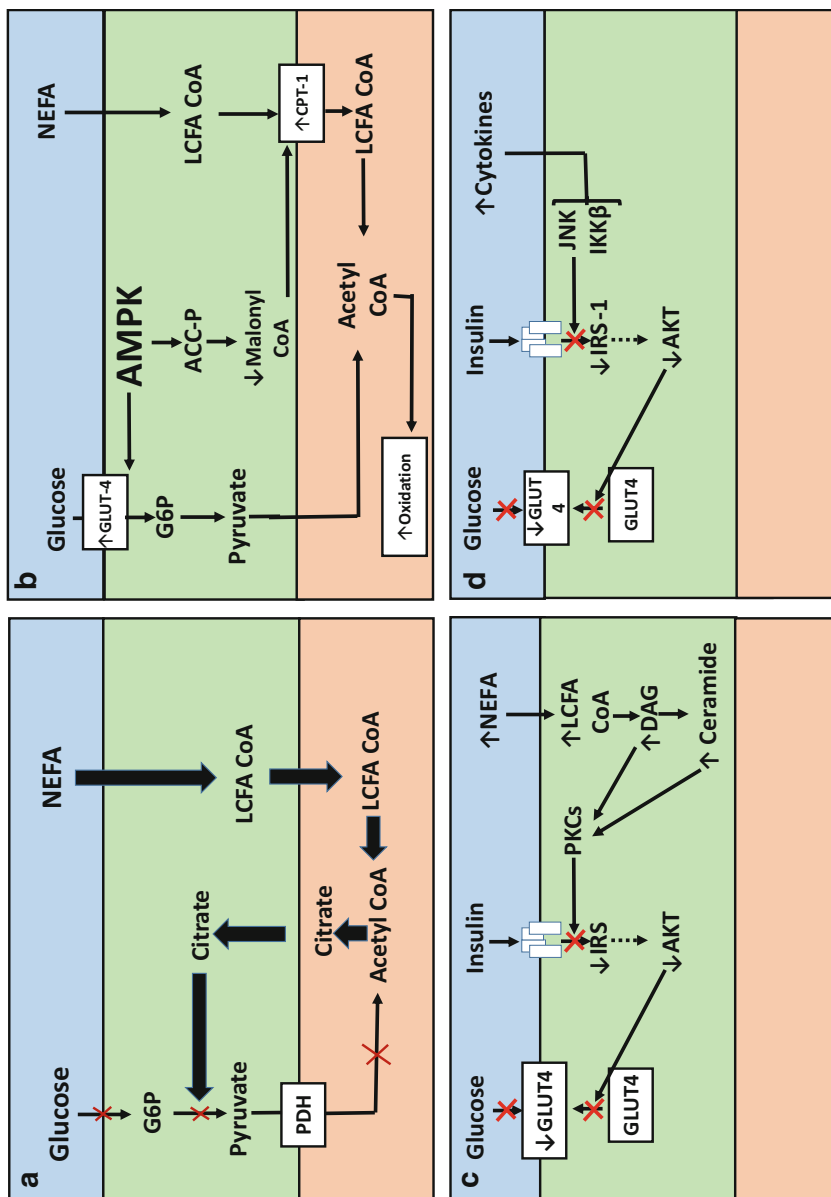 a
Glucose
NEFA
G6P
Citrate
LCFA CoA
Pyruvate
PDH
Citrate
Acetyl CoA
LCFA CoA
b
Glucose
NEFA
↑GLUT-4
AMPK
G6P
ACC-P
LCFA CoA
Pyruvate
↓Malonyl
CoA
↑CPT-1
Acetyl
CoA
LCFA CoA
↑Oxidation
c
Glucose
Insulin
↑NEFA
↓GLUT4
↑LCFA
CoA
PKCs
↓IRS
↑DAG
GLUT4
↓AKT
↑Ceramide
d
Glucose
Insulin
↑Cytokines
↓GLUT
4
JNK
IKKβ
↓IRS-1
GLUT4
↓AKT